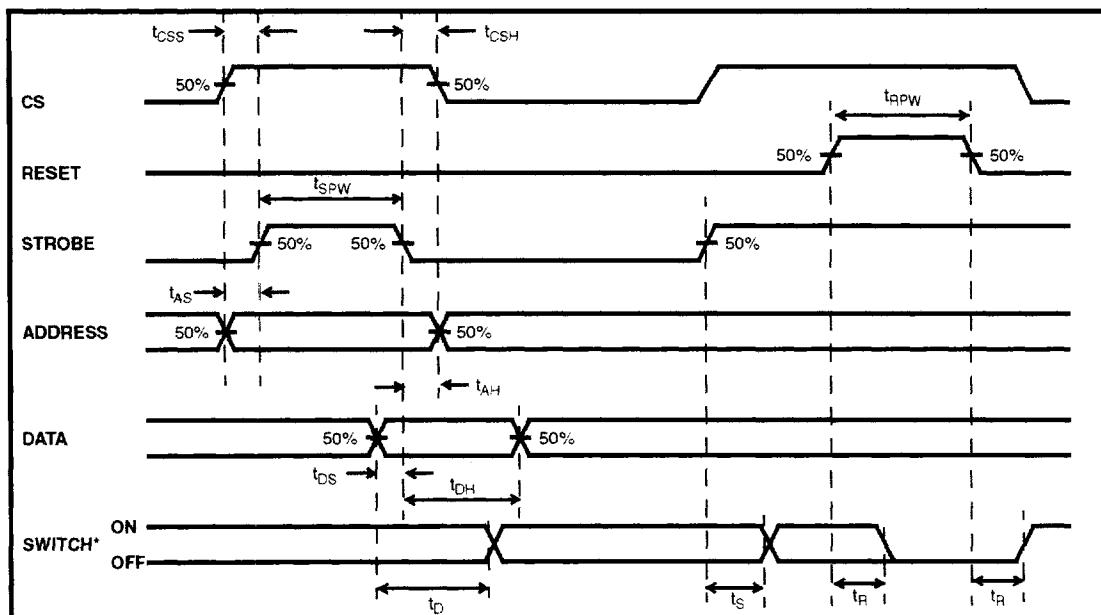 tCSS
tCSH
CS
50%
50%
tRPW
RESET
50%
50%
tSPW
STROBE
50%
50%
50%
tAS
ADDRESS
50%
50%
tAH
DATA
50%
50%
tDS
tDH
SWITCH*
ON
OFF
tD
tS
tR
tR